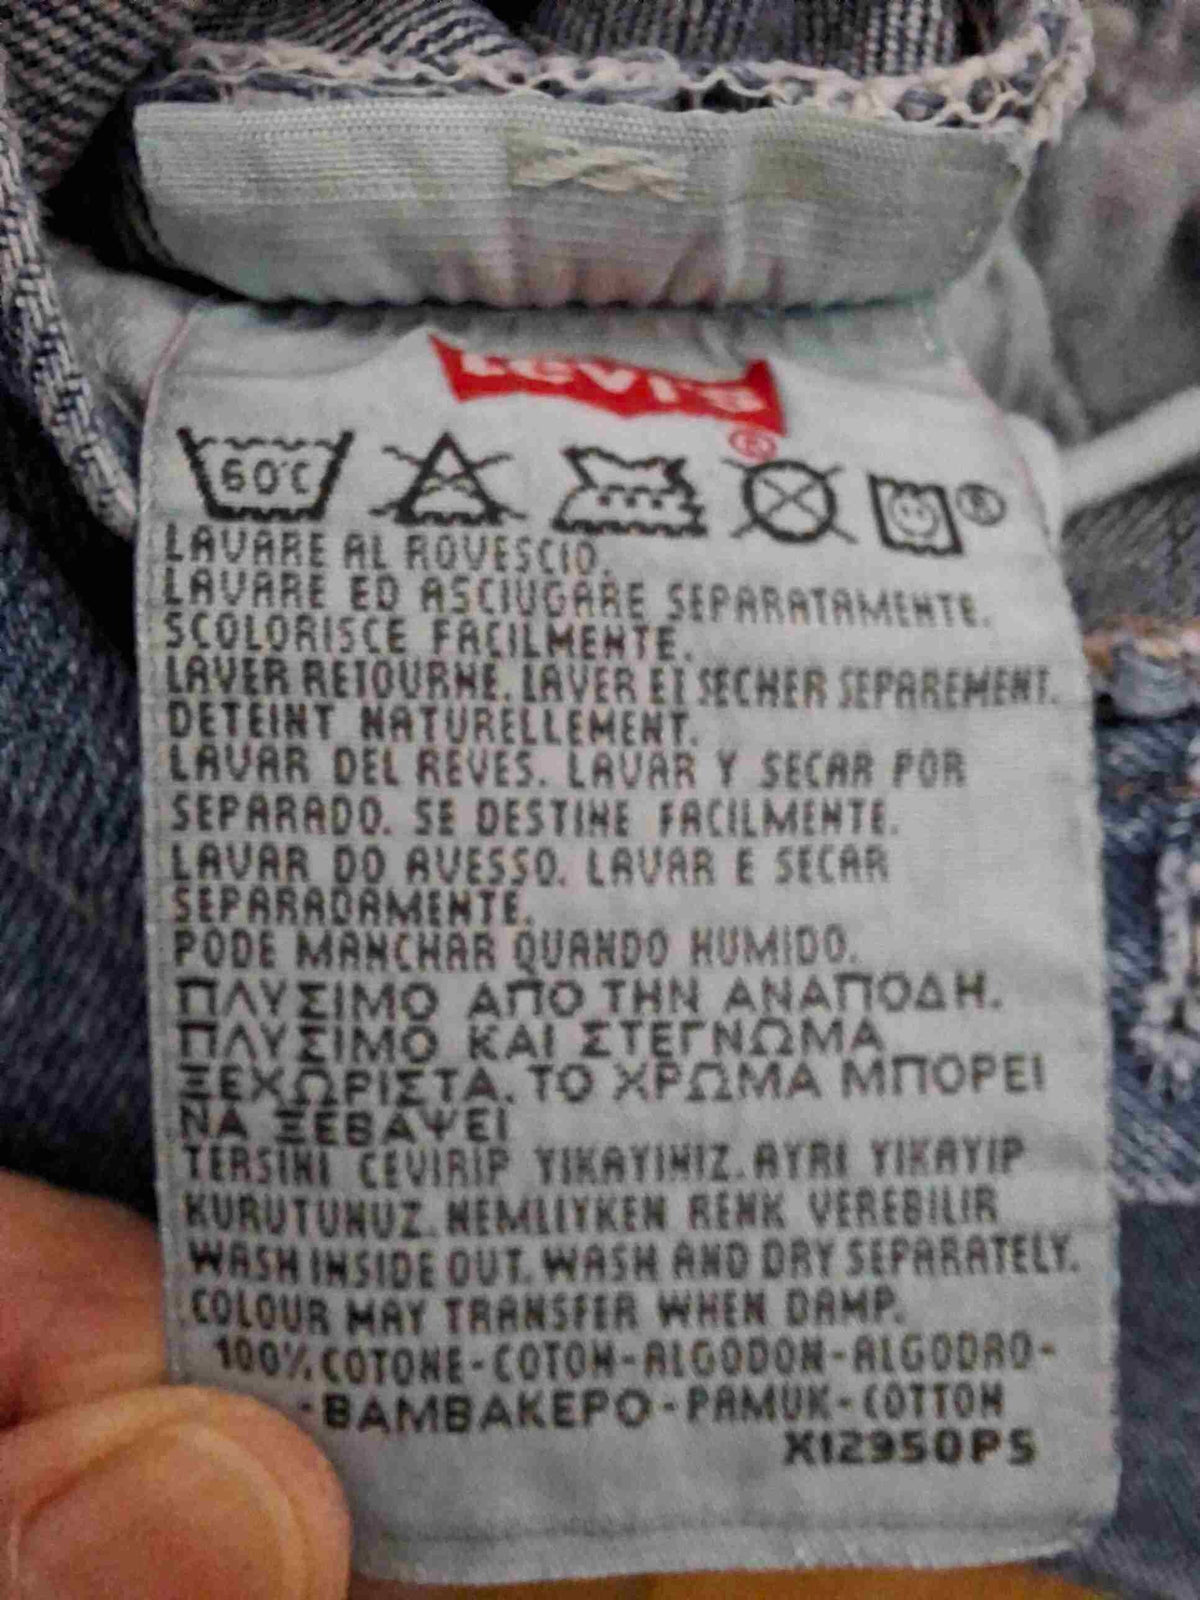 Levi's
®
60°C
®
LAVARE AL ROVESCIO.
LAVARE ED ASCIUGARE SEPARATAMENTE.
SCOLORISCE FACILMENTE.
LAVER RETOURNE. LAVER ET SECHER SEPAREMENT.
DETEINT NATURELLEMENT.
LAVAR DEL REVES. LAVAR Y SECAR POR
SEPARADO. SE DESTINE FACILMENTE.
LAVAR DO AVESSO. LAVAR E SECAR
SEPARADAMENTE.
PODE MANCHAR QUANDO HUMIDO.
ΠΛΥΣΙΜΟ ΑΠΟ ΤΗΝ ΑΝΑΠΟΔΗ.
ΠΛΥΣΙΜΟ ΚΑΙ ΣΤΕΓΝΩΜΑ
ΞΕΧΩΡΙΣΤΑ. ΤΟ ΧΡΩΜΑ ΜΠΟΡΕΙ
ΝΑ ΞΕΒΑΨΕΙ
TERSINI CEVIRIP YIKAYINIZ. AYRI YIKAYIP
KURUTUNUZ. NEMLIYKEN RENK VEREBILIR
WASH INSIDE OUT. WASH AND DRY SEPARATELY.
COLOUR MAY TRANSFER WHEN DAMP.
100% COTONE-COTON-ALGODON-ALGODAO-
-ΒΑΜΒΑΚΕΡΟ-PAMUK-COTTON
X12950PS